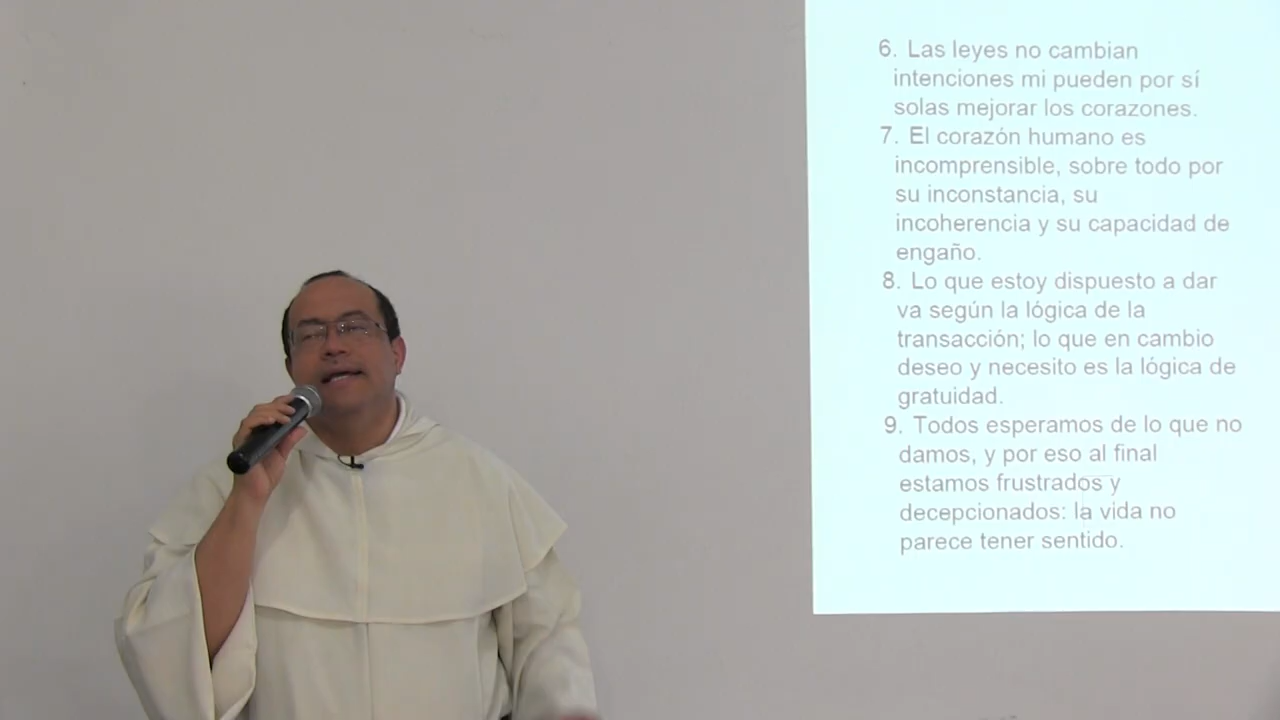 6. Las leyes no cambian
intenciones mi pueden por sí
solas mejorar los corazones.
7. El corazón humano es
incomprensible, sobre todo por
su inconstancia, su
incoherencia y su capacidad de
engaño.
8. Lo que estoy dispuesto a dar
va según la lógica de la
transacción; lo que en cambio
deseo y necesito es la lógica de
gratuidad.
9. Todos esperamos de lo que no
damos, y por eso al final
estamos frustrados y
decepcionados: la vida no
parece tener sentido.